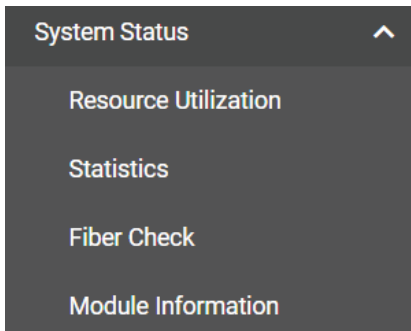 System Status
Resource Utilization
Statistics
Fiber Check
Module Information